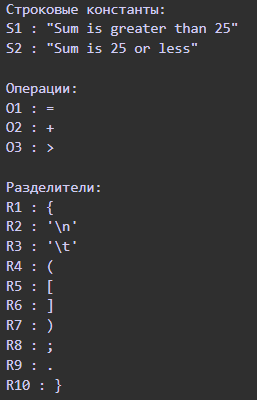 Строковые константы:
S1 : "Sum is greater than 25"
S2 : "Sum is 25 or less"
Операции:
O1 : =
O2 : +
O3 : >
Разделители:
R1 : {
R2 : '\n'
R3 : '\t'
R4 : (
R5 : [
R6 : ]
R7 : )
R8 : ;
R9 : .
R10 : }